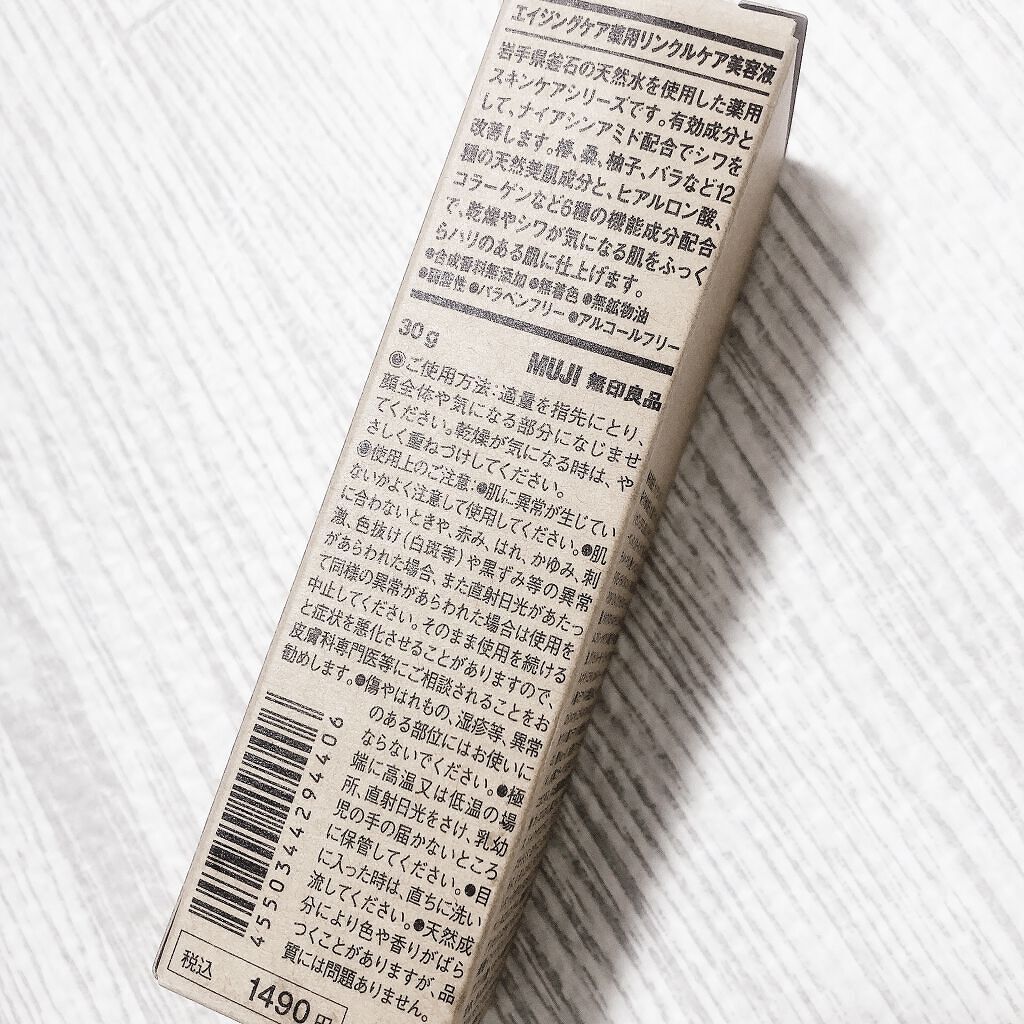 エイジングケア薬用リンクルケア美容液
岩手県釜石の天然水を使用した薬用
スキンケアシリーズです。有効成分と
して、ナイアシンアミド配合でシワを
改善します。椿、桑、柚子、バラなど12
種の天然美肌成分と、ヒアルロン酸、
コラーゲンなど6種の機能成分配合
で、乾燥やシワが気になる肌をふっく
らハリのある肌に仕上げます。
●合成香料無添加 ●無着色 ●無鉱物油
●弱酸性 ●パラベンフリー ●アルコールフリー
30g
MUJI 無印良品
●ご使用方法：適量を指先にとり、
顔全体や気になる部分になじませ
てください。乾燥が気になる時は、や
さしく重ねづけしてください。
●使用上のご注意：●肌に異常が生じてい
ないかよく注意して使用してください。●肌
に合わないときや、赤み、はれ、かゆみ、刺
激、色抜け（白斑等）や黒ずみ等の異常
があらわれた場合、また直射日光があたっ
て同様の異常があらわれた場合は使用を
中止してください。そのまま使用を続ける
と症状を悪化させることがありますので、
皮膚科専門医等にご相談されることをお
勧めします。●傷やはれもの、湿疹等、異常
のある部位にはお使いに
ならないでください。●極
端に高温又は低温の場
所、直射日光をさけ、乳幼
児の手の届かないところ
に保管してください。●目
に入った時は、直ちに洗い
流してください。●天然成
分により色や香りがばら
つくことがありますが、品
質には問題ありません。
4550344294406
税込 1490円